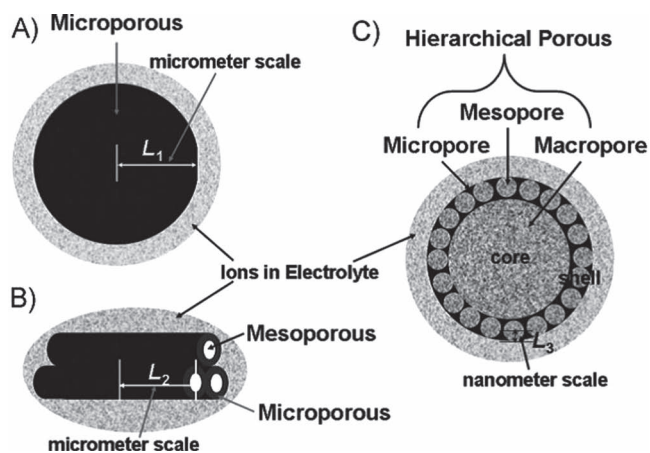 A)
Microporous
micrometer scale
L1
Ions in Electrolyte
B)
Mesoporous
L2
Microporous
micrometer scale
C)
Hierarchical Porous
Mesopore
Micropore
Macropore
core
shell
L3
nanometer scale